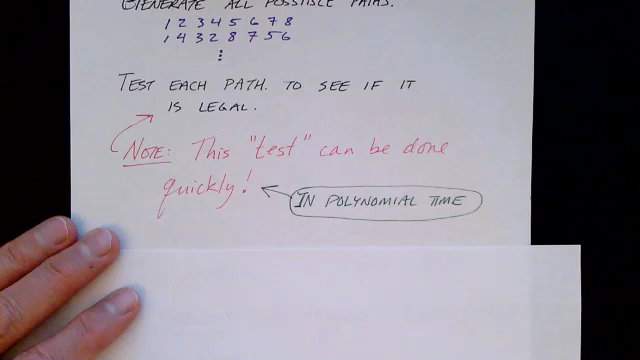 GENERATE ALL POSSIBLE PATHS.
1 2 3 4 5 6 7 8
1 4 3 2 8 7 5 6
⋮
TEST EACH PATH TO SEE IF IT
IS LEGAL.
NOTE: This "test" can be done
quickly!
IN POLYNOMIAL TIME